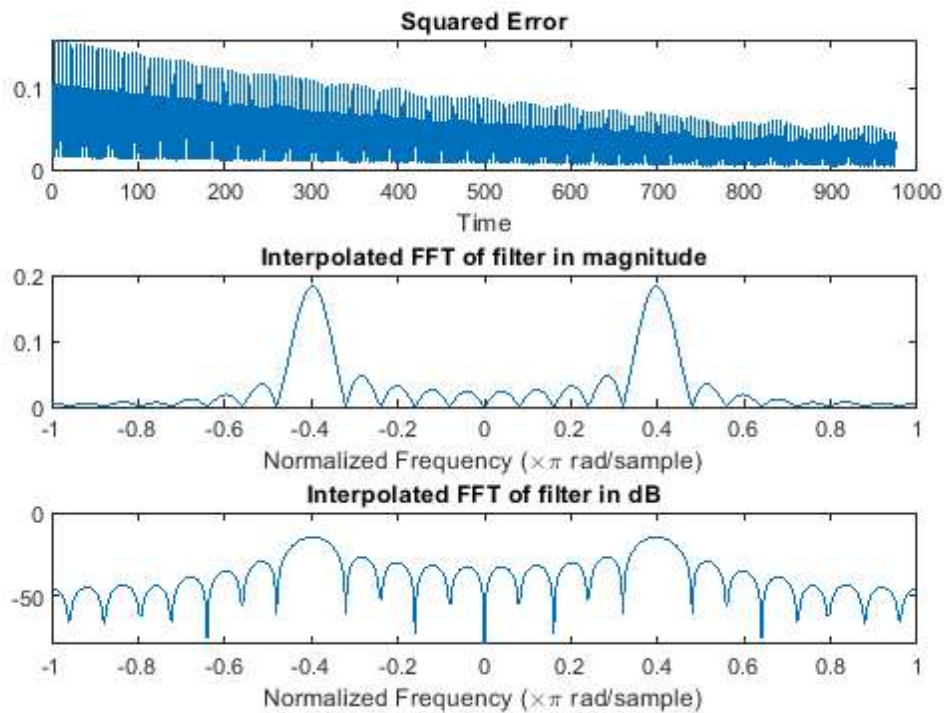 Squared Error
0.1
0
0 100 200 300 400 500 600 700 800 900 1000
Time
Interpolated FFT of filter in magnitude
0.2
0.1
0
-1 -0.8 -0.6 -0.4 -0.2 0 0.2 0.4 0.6 0.8 1
Normalized Frequency (×π rad/sample)
Interpolated FFT of filter in dB
0
-50
-1 -0.8 -0.6 -0.4 -0.2 0 0.2 0.4 0.6 0.8 1
Normalized Frequency (×π rad/sample)